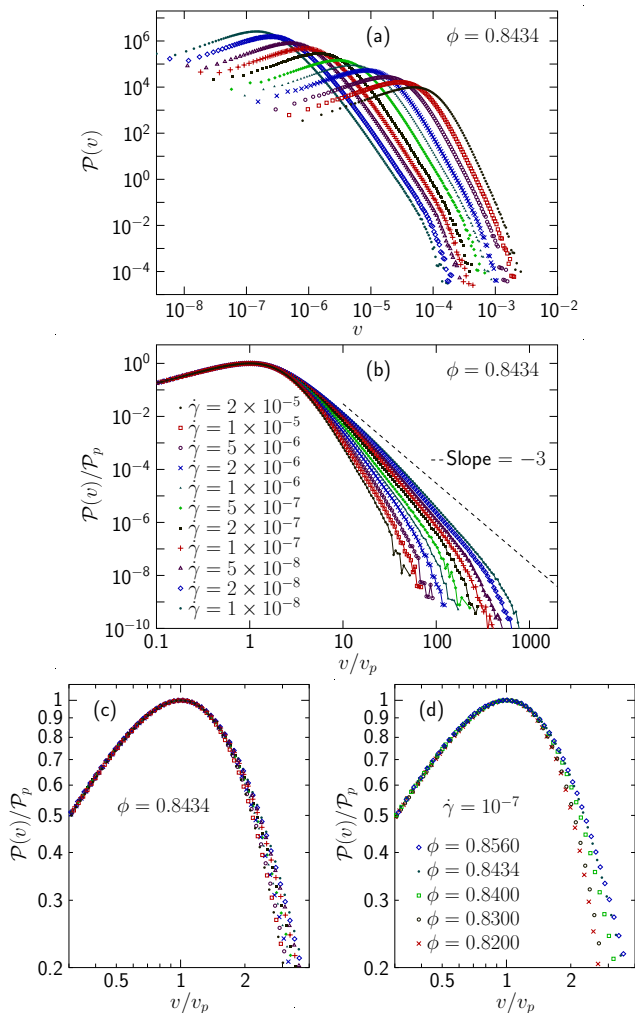 (a)
ϕ = 0.8434
10⁶
10⁴
10²
10⁰
10⁻²
10⁻⁴
P(v)
10⁻⁸ 10⁻⁷ 10⁻⁶ 10⁻⁵ 10⁻⁴ 10⁻³ 10⁻²
v
(b)
ϕ = 0.8434
10⁰
10⁻²
10⁻⁴
10⁻⁶
10⁻⁸
10⁻¹⁰
P(v)/Pₚ
γ̇ = 2 × 10⁻⁵
γ̇ = 1 × 10⁻⁵
γ̇ = 5 × 10⁻⁶
γ̇ = 2 × 10⁻⁶
γ̇ = 1 × 10⁻⁶
γ̇ = 5 × 10⁻⁷
γ̇ = 2 × 10⁻⁷
γ̇ = 1 × 10⁻⁷
γ̇ = 5 × 10⁻⁸
γ̇ = 2 × 10⁻⁸
γ̇ = 1 × 10⁻⁸
Slope = −3
0.1 1 10 100 1000
v/vₚ
(c)
1
0.9
0.8
0.7
0.6
0.5
0.4
0.3
0.2
P(v)/Pₚ
ϕ = 0.8434
0.5 1 2
v/vₚ
(d)
1
0.9
0.8
0.7
0.6
0.5
0.4
0.3
0.2
P(v)/Pₚ
γ̇ = 10⁻⁷
ϕ = 0.8560
ϕ = 0.8434
ϕ = 0.8400
ϕ = 0.8300
ϕ = 0.8200
0.5 1 2
v/vₚ